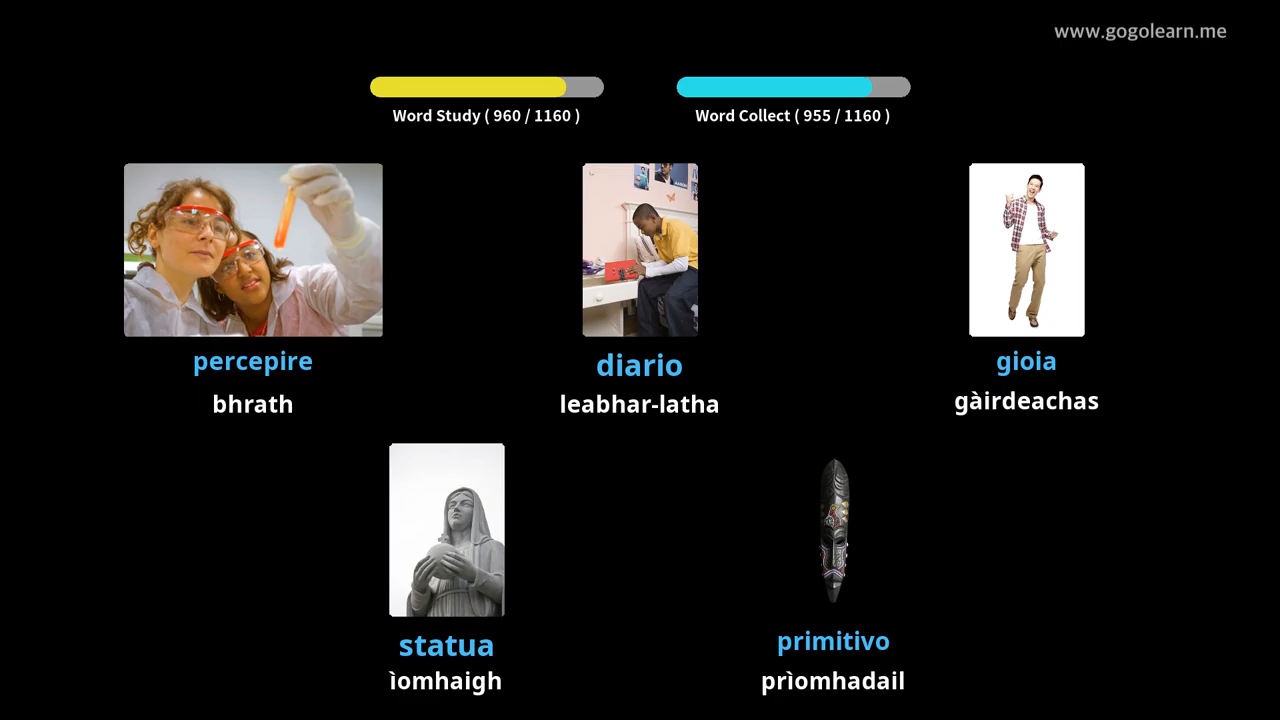 www.gogolearn.me
Word Study ( 960 / 1160 )
Word Collect ( 955 / 1160 )
percepire
bhrath
diario
leabhar-latha
gioia
gàirdeachas
statua
ìomhaigh
primitivo
prìomhadail